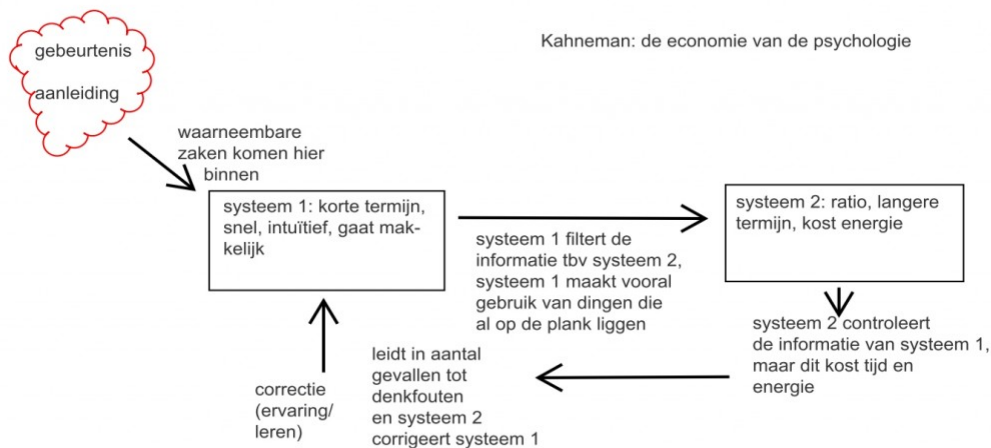 Kahneman: de economie van de psychologie
gebeurtenis
aanleiding
waarneembare
zaken komen hier
binnen
systeem 1: korte termijn,
snel, intuïtief, gaat mak-
kelijk
systeem 1 filtert de
informatie tbv systeem 2,
systeem 1 maakt vooral
gebruik van dingen die
al op de plank liggen
systeem 2: ratio, langere
termijn, kost energie
systeem 2 controleert
de informatie van systeem 1,
maar dit kost tijd en
energie
leidt in aantal
gevallen tot
denkfouten
en systeem 2
corrigeert systeem 1
correctie
(ervaring/
leren)